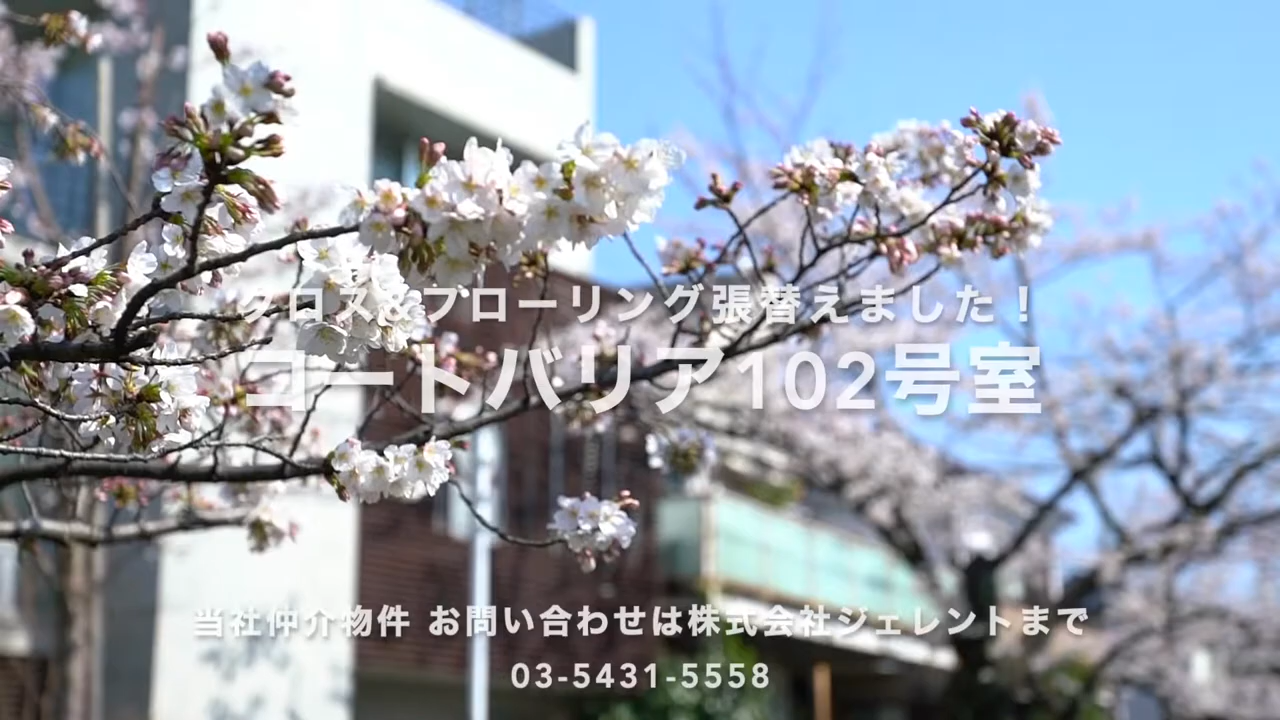 クロス&フローリング張替えました！
コートバリア102号室
当社仲介物件 お問い合わせは株式会社ジェレントまで
03-5431-5558